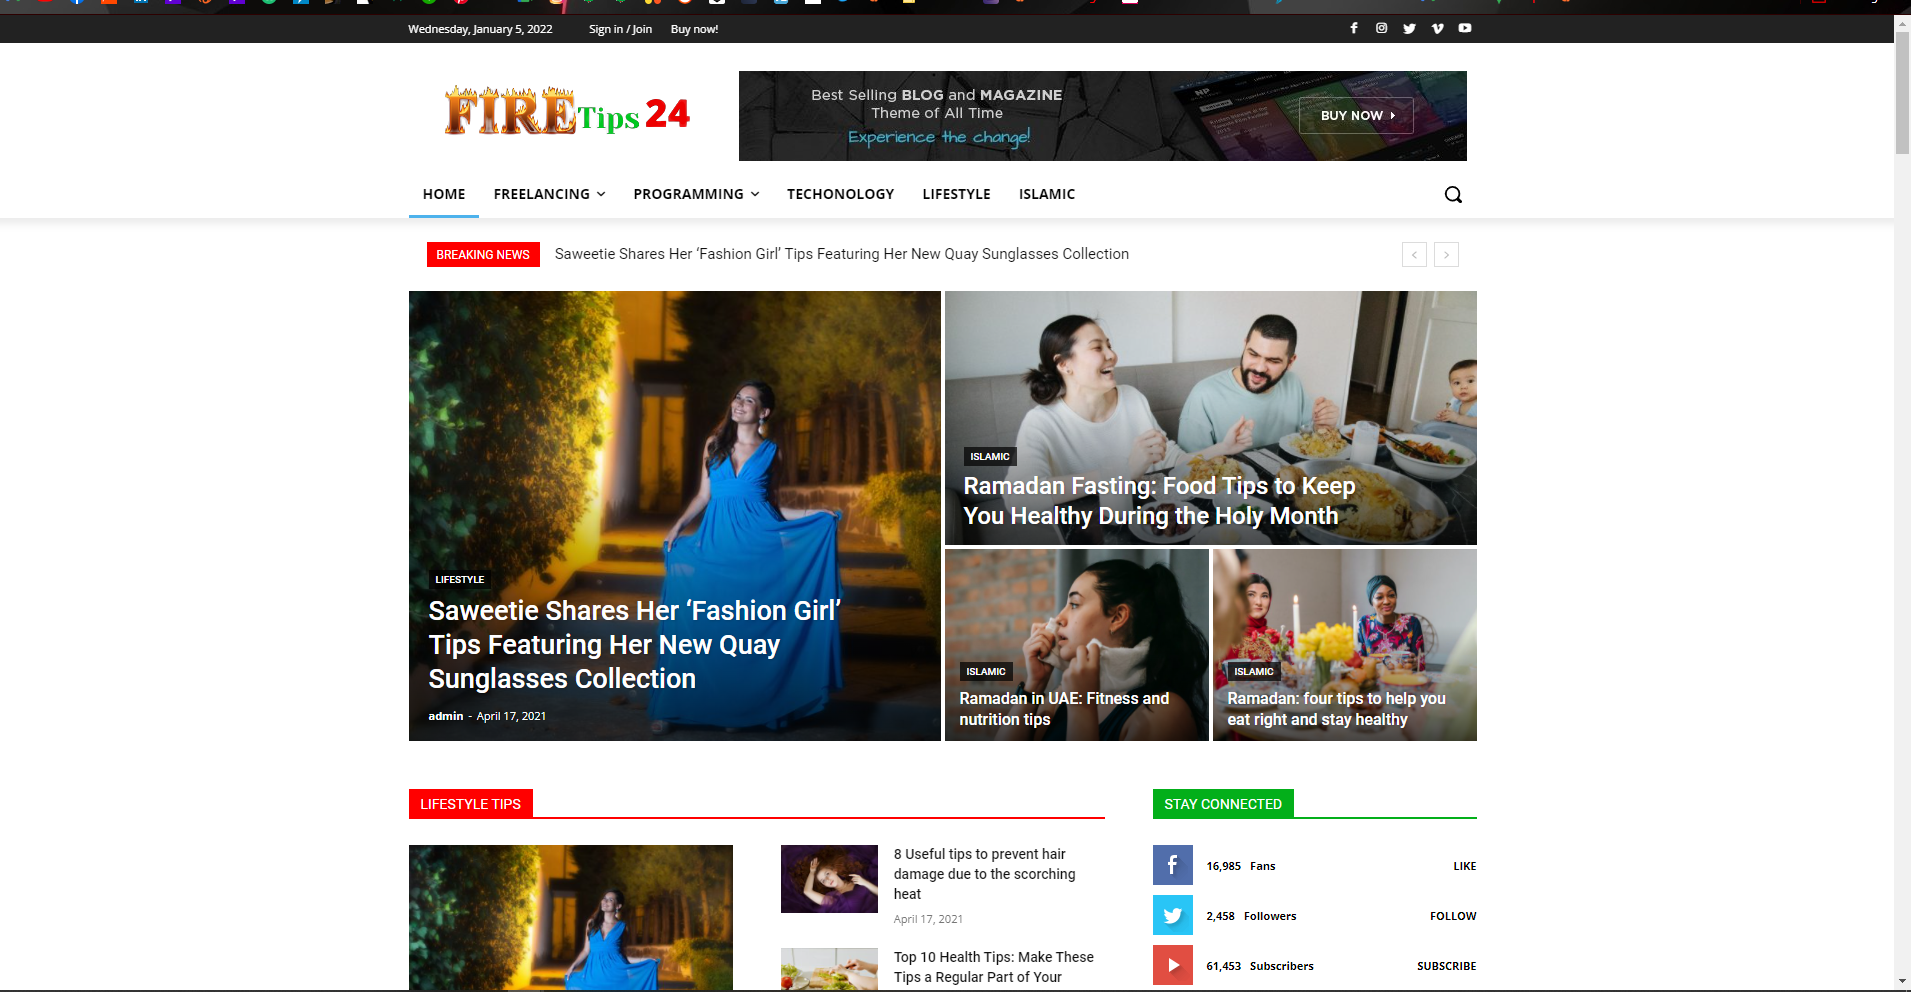 Wednesday, January 5, 2022 Sign in / Join Buy now!
FIRE Tips 24
Best Selling BLOG and MAGAZINE
Theme of All Time
Experience the change!
BUY NOW
HOME FREELANCING PROGRAMMING TECHONOLOGY LIFESTYLE ISLAMIC
BREAKING NEWS Saweetie Shares Her ‘Fashion Girl’ Tips Featuring Her New Quay Sunglasses Collection
LIFESTYLE
Saweetie Shares Her ‘Fashion Girl’
Tips Featuring Her New Quay
Sunglasses Collection
admin - April 17, 2021
ISLAMIC
Ramadan Fasting: Food Tips to Keep
You Healthy During the Holy Month
ISLAMIC
Ramadan in UAE: Fitness and
nutrition tips
ISLAMIC
Ramadan: four tips to help you
eat right and stay healthy
LIFESTYLE TIPS
8 Useful tips to prevent hair
damage due to the scorching
heat
April 17, 2021
Top 10 Health Tips: Make These
Tips a Regular Part of Your
STAY CONNECTED
16,985 Fans LIKE
2,458 Followers FOLLOW
61,453 Subscribers SUBSCRIBE